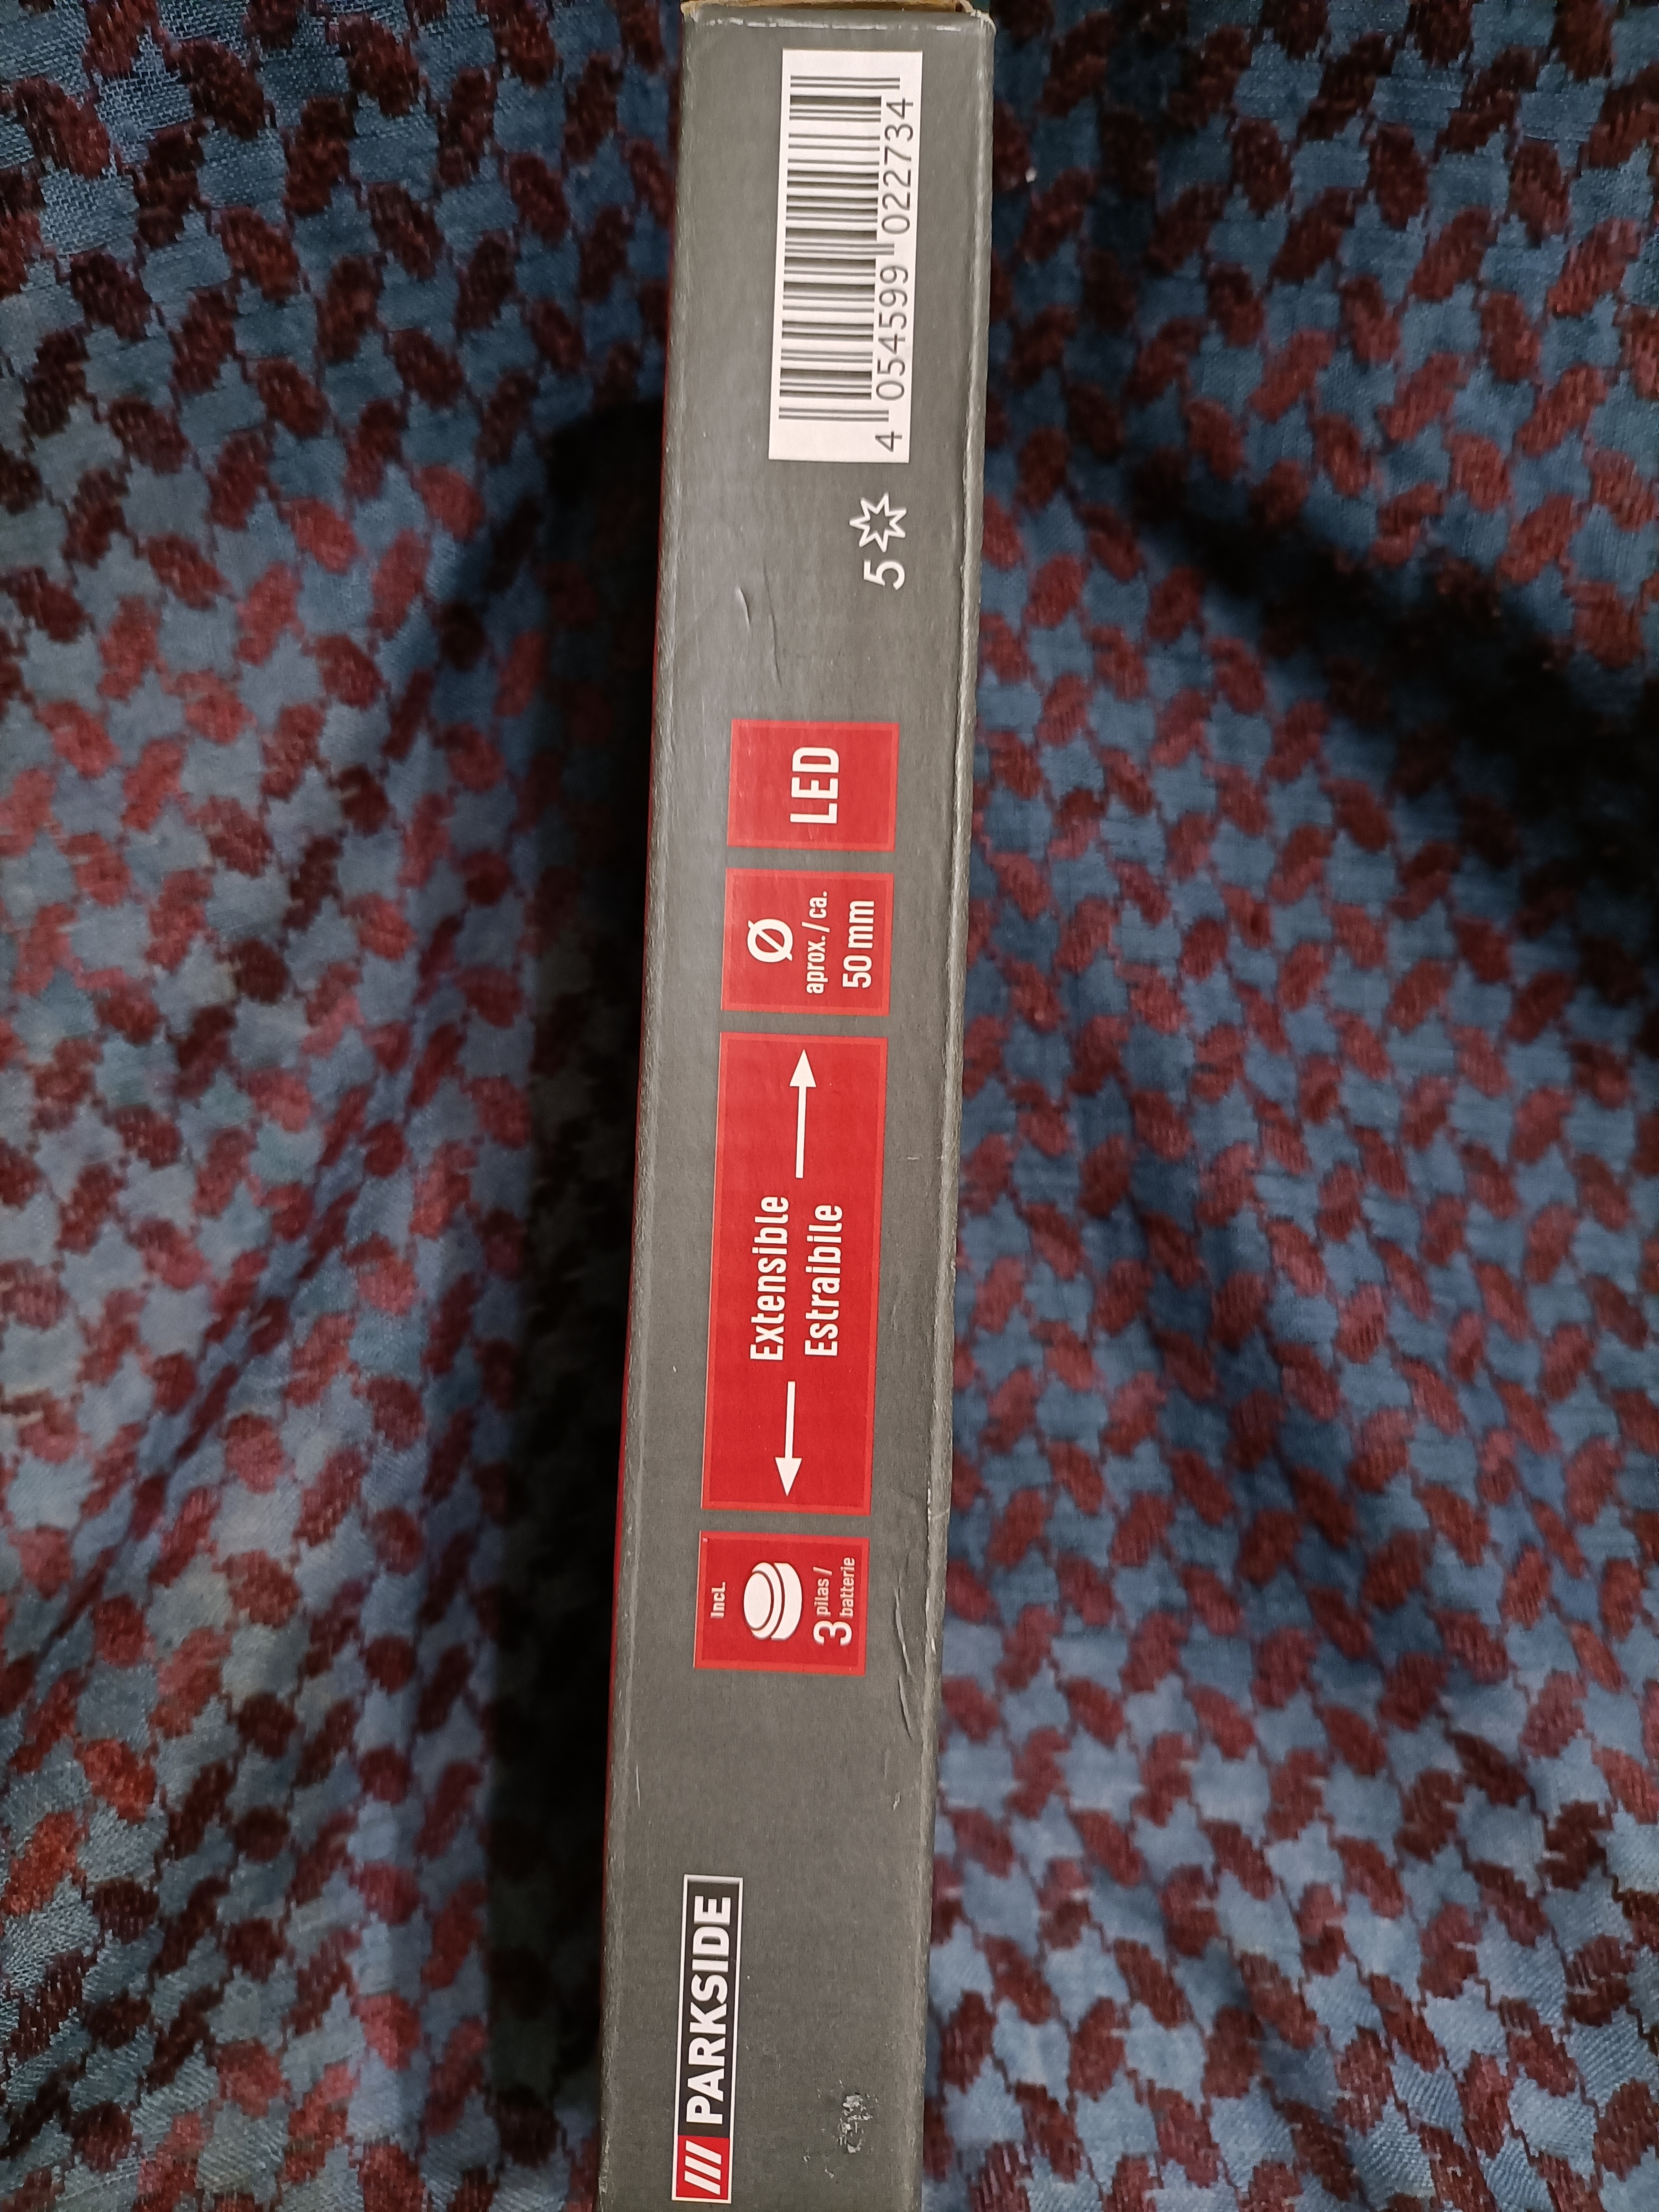 PARKSIDE
Incl.
3 pilas /
batterie
Extensible
Estraibile
Ø
aprox. / ca.
50 mm
LED
5
4 054599 022734